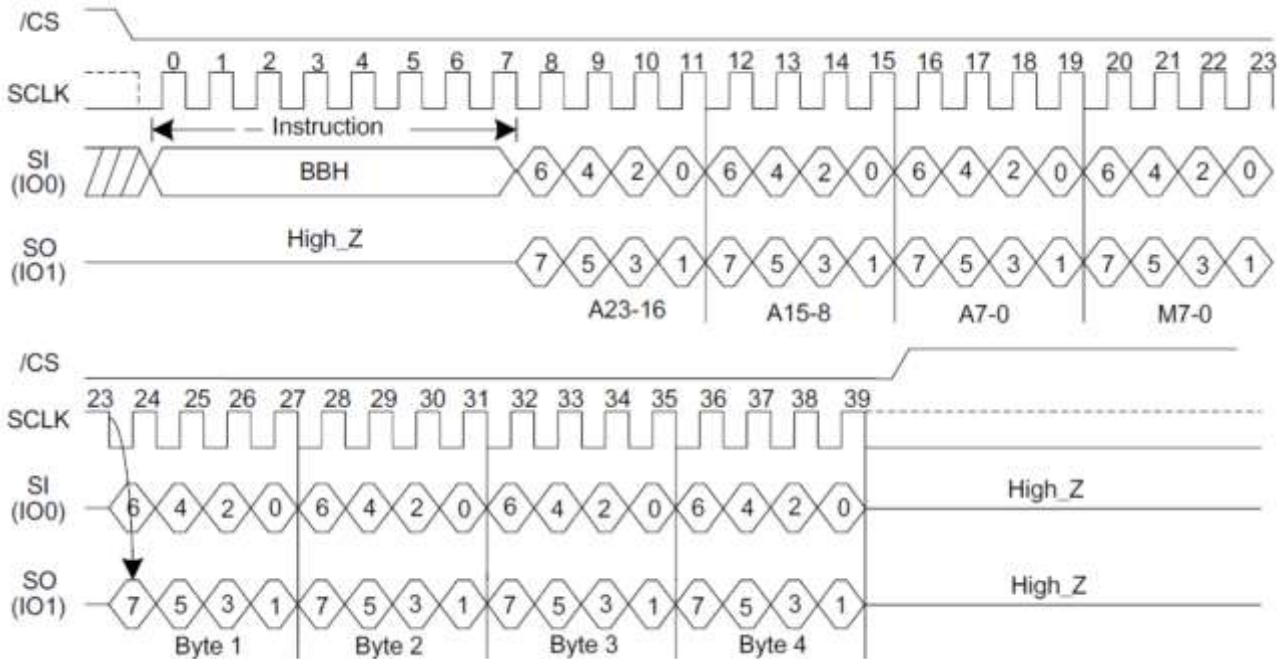 /CS
0 1 2 3 4 5 6 7 8 9 10 11 12 13 14 15 16 17 18 19 20 21 22 23
SCLK
Instruction
SI
(IO0)
BBH 6 4 2 0 6 4 2 0 6 4 2 0 6 4 2 0
High_Z
SO
(IO1)
7 5 3 1 7 5 3 1 7 5 3 1 7 5 3 1
A23-16 A15-8 A7-0 M7-0
/CS
23 24 25 26 27 28 29 30 31 32 33 34 35 36 37 38 39
SCLK
SI
(IO0)
6 4 2 0 6 4 2 0 6 4 2 0 6 4 2 0
High_Z
SO
(IO1)
7 5 3 1 7 5 3 1 7 5 3 1 7 5 3 1
High_Z
Byte 1 Byte 2 Byte 3 Byte 4